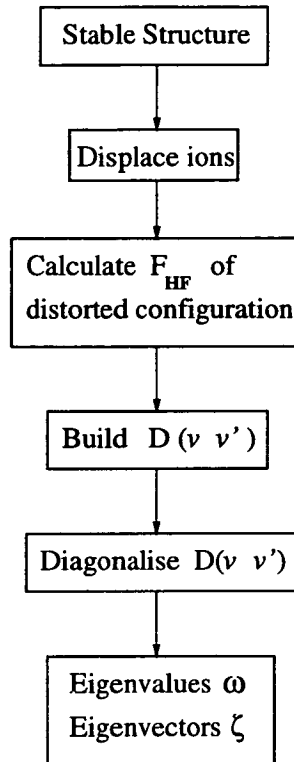 Stable Structure
Displace ions
Calculate F_HF of
distorted configuration
Build D (ν ν')
Diagonalise D(ν ν')
Eigenvalues ω
Eigenvectors ζ